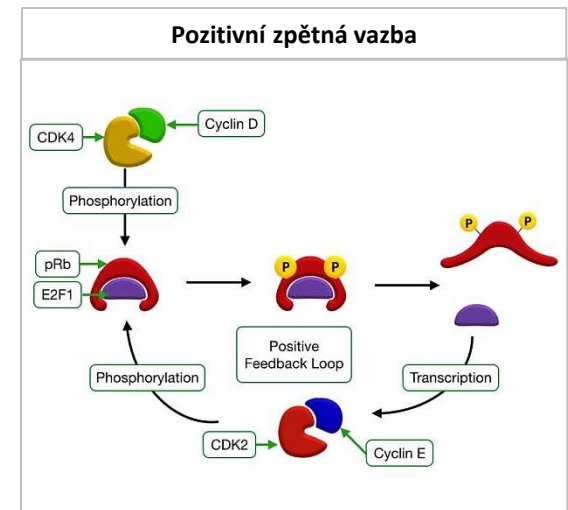 Pozitivní zpětná vazba
Cyclin D
CDK4
Phosphorylation
P P
pRb
P P
E2F1
Positive
Feedback Loop
Phosphorylation
Transcription
CDK2
Cyclin E